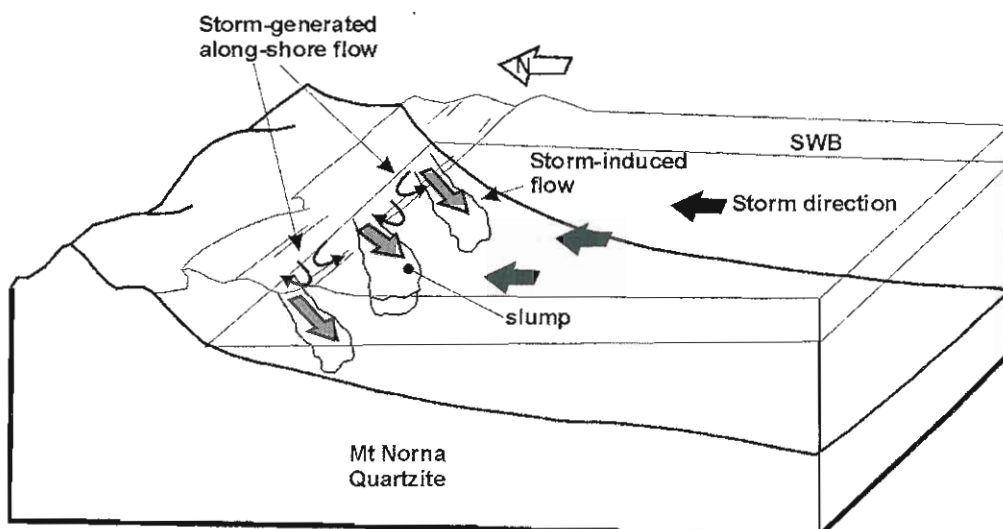 Storm-generated
along-shore flow
N
SWB
Storm-induced
flow
Storm direction
slump
Mt Norna
Quartzite